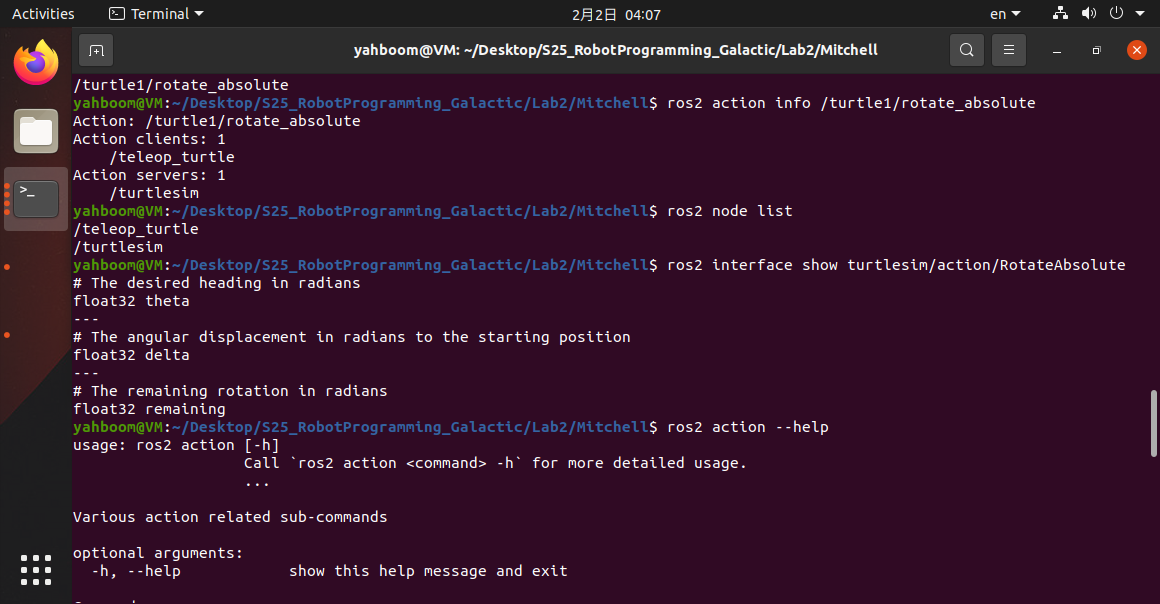 Activities
Terminal
2月2日 04:07
en
yahboom@VM: ~/Desktop/S25_RobotProgramming_Galactic/Lab2/Mitchell
/turtle1/rotate_absolute
yahboom@VM:~/Desktop/S25_RobotProgramming_Galactic/Lab2/Mitchell$ ros2 action info /turtle1/rotate_absolute
Action: /turtle1/rotate_absolute
Action clients: 1
    /teleop_turtle
Action servers: 1
    /turtlesim
yahboom@VM:~/Desktop/S25_RobotProgramming_Galactic/Lab2/Mitchell$ ros2 node list
/teleop_turtle
/turtlesim
yahboom@VM:~/Desktop/S25_RobotProgramming_Galactic/Lab2/Mitchell$ ros2 interface show turtlesim/action/RotateAbsolute
# The desired heading in radians
float32 theta
---
# The angular displacement in radians to the starting position
float32 delta
---
# The remaining rotation in radians
float32 remaining
yahboom@VM:~/Desktop/S25_RobotProgramming_Galactic/Lab2/Mitchell$ ros2 action --help
usage: ros2 action [-h]
                   Call `ros2 action <command> -h` for more detailed usage.
                   ...
Various action related sub-commands
optional arguments:
  -h, --help            show this help message and exit